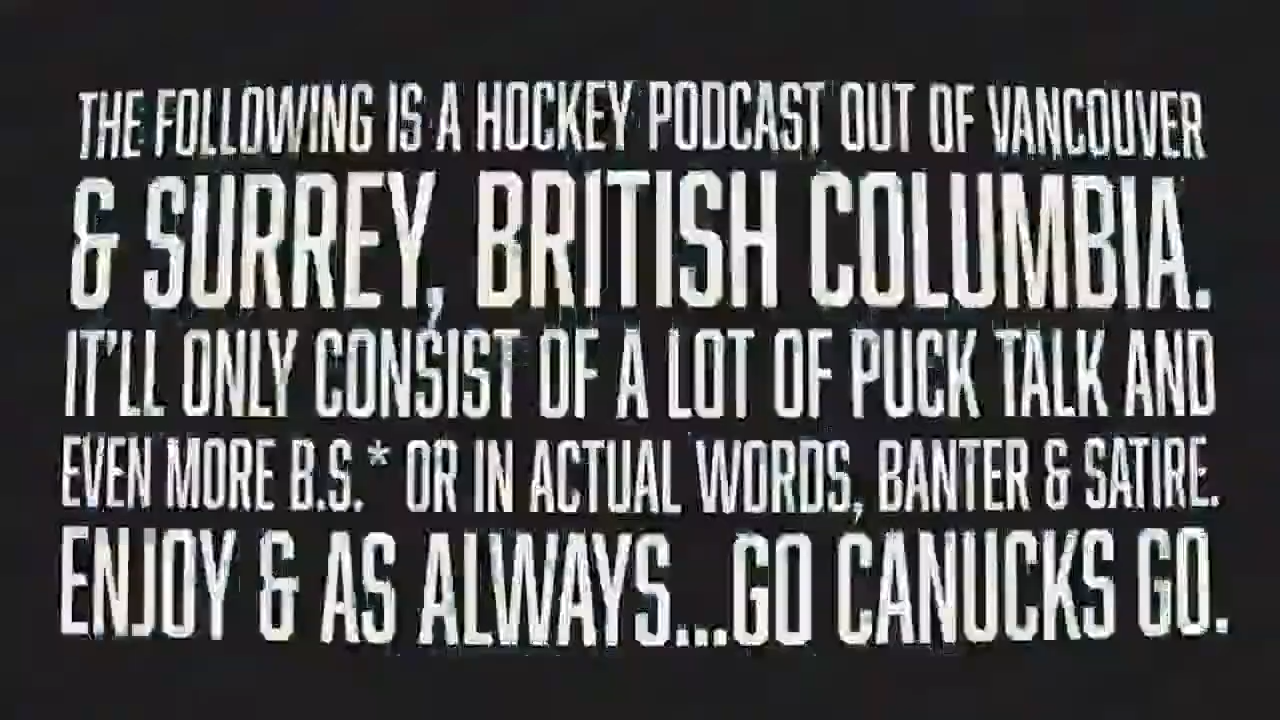 THE FOLLOWING IS A HOCKEY PODCAST OUT OF VANCOUVER
& SURREY, BRITISH COLUMBIA.
IT'LL ONLY CONSIST OF A LOT OF PUCK TALK AND
EVEN MORE B.S.* OR IN ACTUAL WORDS, BANTER & SATIRE.
ENJOY & AS ALWAYS...GO CANUCKS GO.